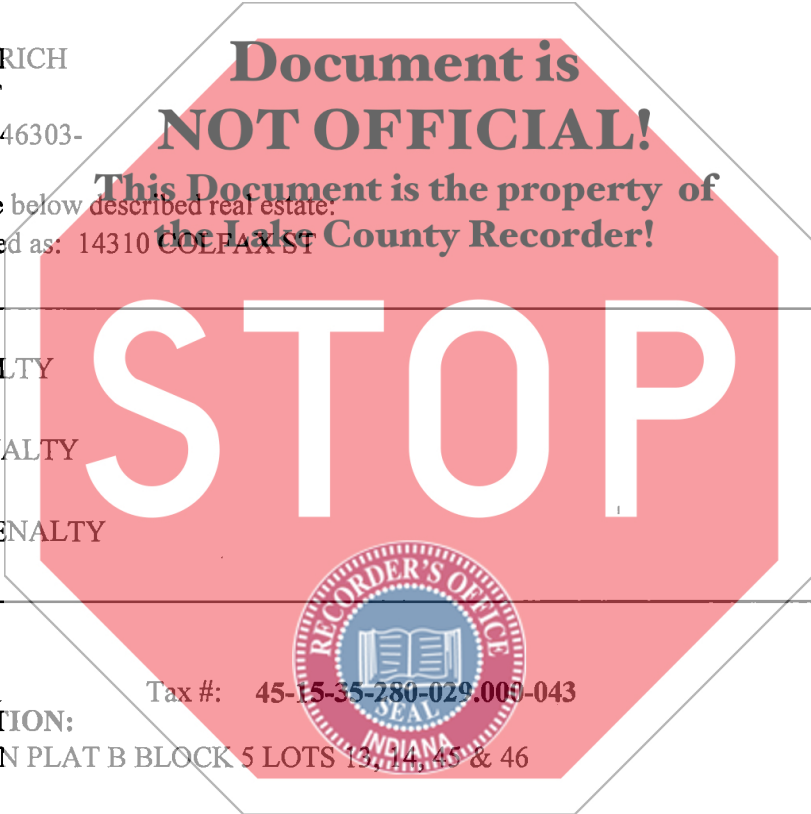 RICH
Document is
NOT OFFICIAL!
46303-
This Document is the property of
below described real estate:
the Lake County Recorder!
ed as: 14310 COLFAX ST
STOP
LTY
ALTY
ENALTY
RECORDER'S OFFICE
SEAL
INDIANA
Tax #: 45-15-35-280-029.000-043
TION:
N PLAT B BLOCK 5 LOTS 13, 14, 45 & 46